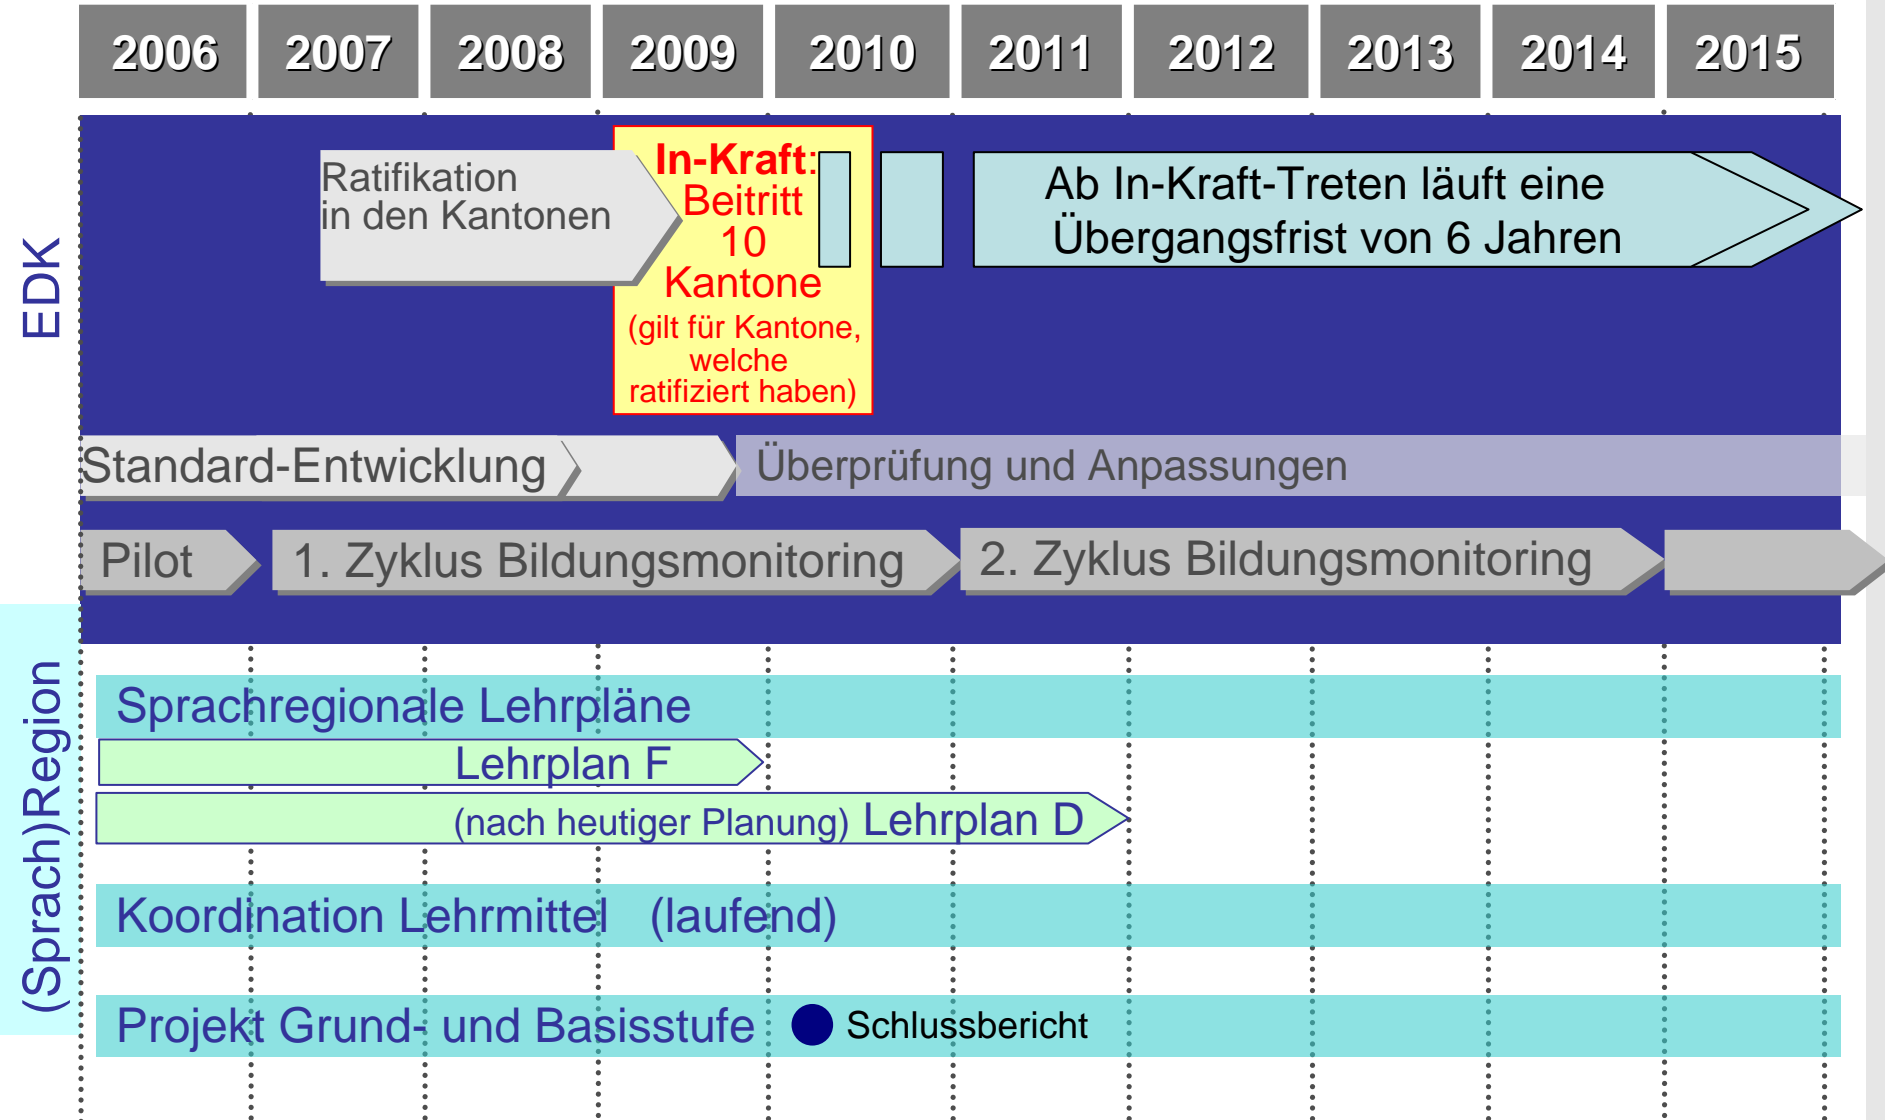 2006 2007 2008 2009 2010 2011 2012 2013 2014 2015
EDK
Ratifikation
in den Kantonen
In-Kraft:
Beitritt
10
Kantone
(gilt für Kantone,
welche
ratifiziert haben)
Ab In-Kraft-Treten läuft eine
Übergangsfrist von 6 Jahren
Standard-Entwicklung
Überprüfung und Anpassungen
Pilot
1. Zyklus Bildungsmonitoring
2. Zyklus Bildungsmonitoring
(Sprach)Region
Sprachregionale Lehrpläne
Lehrplan F
(nach heutiger Planung) Lehrplan D
Koordination Lehrmittel (laufend)
Projekt Grund- und Basisstufe
Schlussbericht